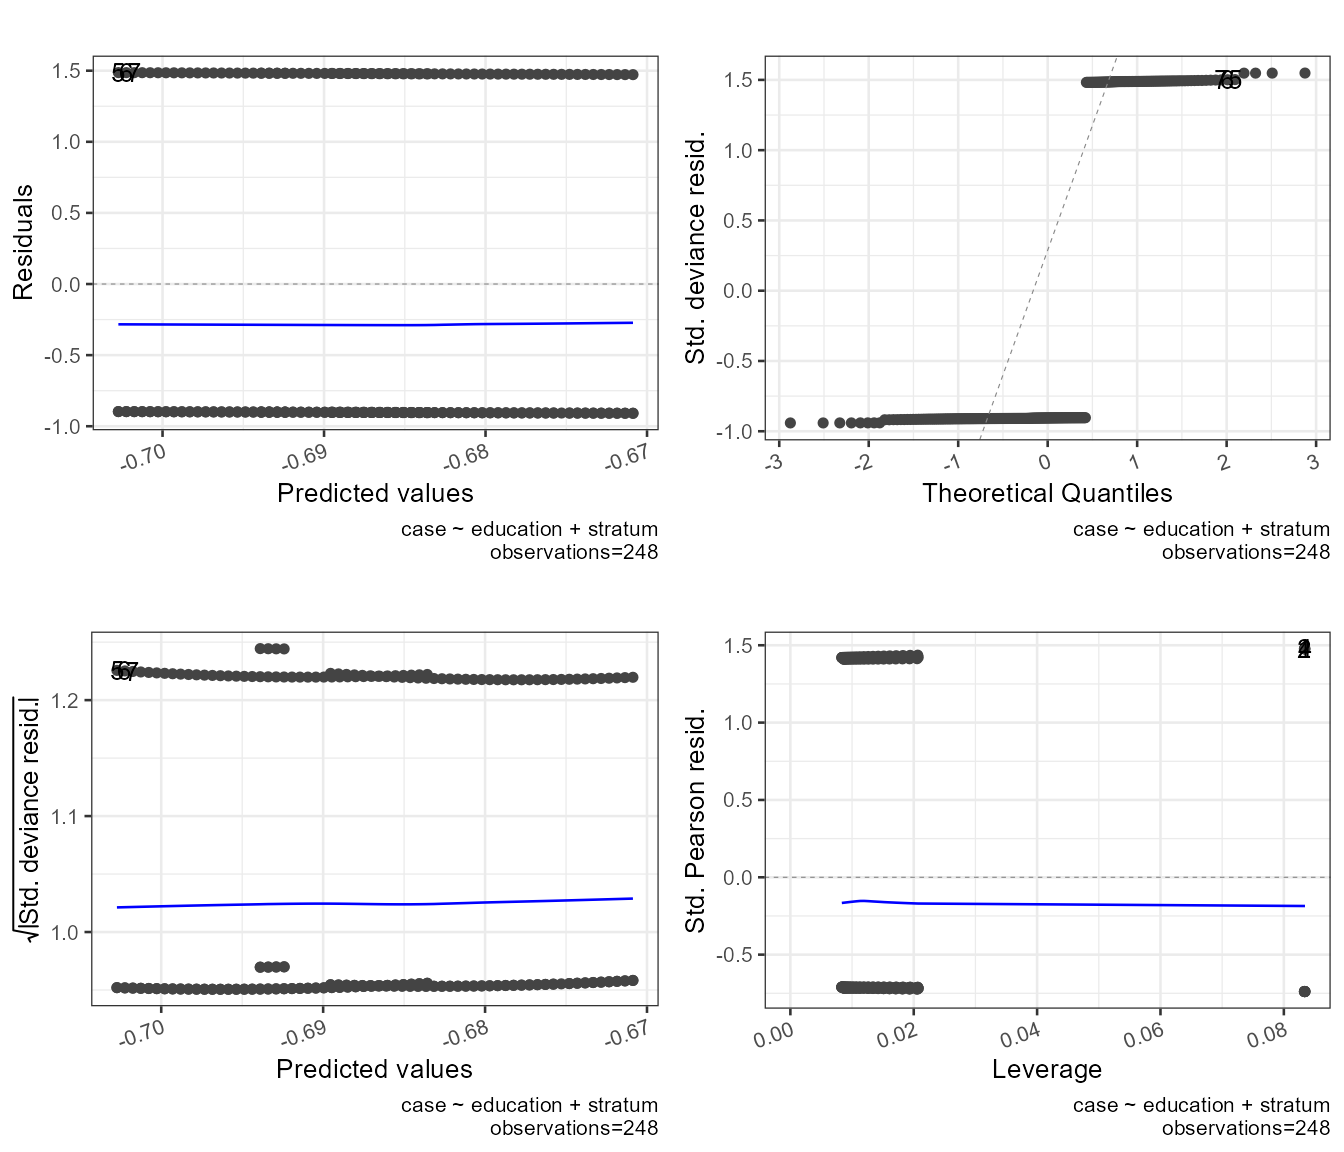 1.5
1.0
0.5
0.0
-0.5
-1.0
Residuals
-0.70
-0.69
-0.68
-0.67
Predicted values
case ~ education + stratum
observations=248
1.5
1.0
0.5
0.0
-0.5
-1.0
Std. deviance resid.
-3
-2
-1
0
1
2
3
Theoretical Quantiles
case ~ education + stratum
observations=248
1.2
1.1
1.0
√|Std. deviance resid.|
-0.70
-0.69
-0.68
-0.67
Predicted values
case ~ education + stratum
observations=248
1.5
1.0
0.5
0.0
-0.5
Std. Pearson resid.
0.00
0.02
0.04
0.06
0.08
Leverage
case ~ education + stratum
observations=248